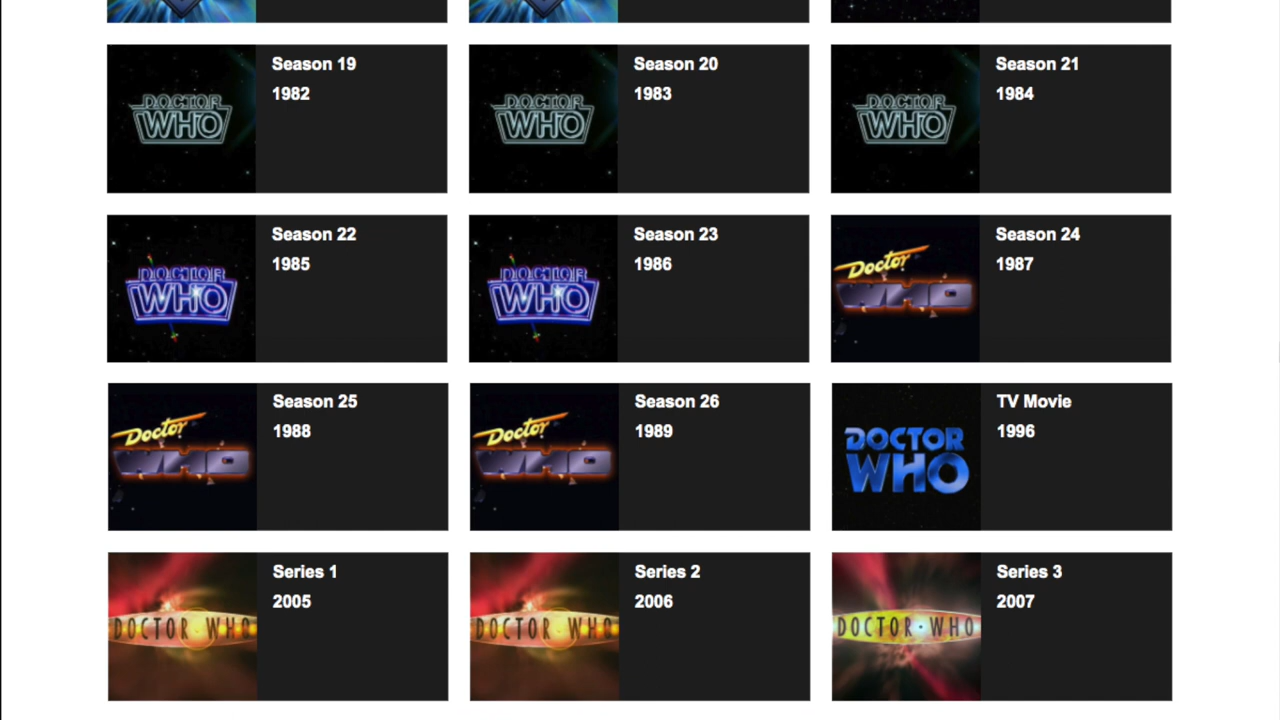 DOCTOR
WHO
Season 19
1982
DOCTOR
WHO
Season 20
1983
DOCTOR
WHO
Season 21
1984
DOCTOR
WHO
Season 22
1985
DOCTOR
WHO
Season 23
1986
Doctor
WHO
Season 24
1987
Doctor
WHO
Season 25
1988
Doctor
WHO
Season 26
1989
DOCTOR
WHO
TV Movie
1996
DOCTOR WHO
Series 1
2005
DOCTOR WHO
Series 2
2006
DOCTOR WHO
Series 3
2007